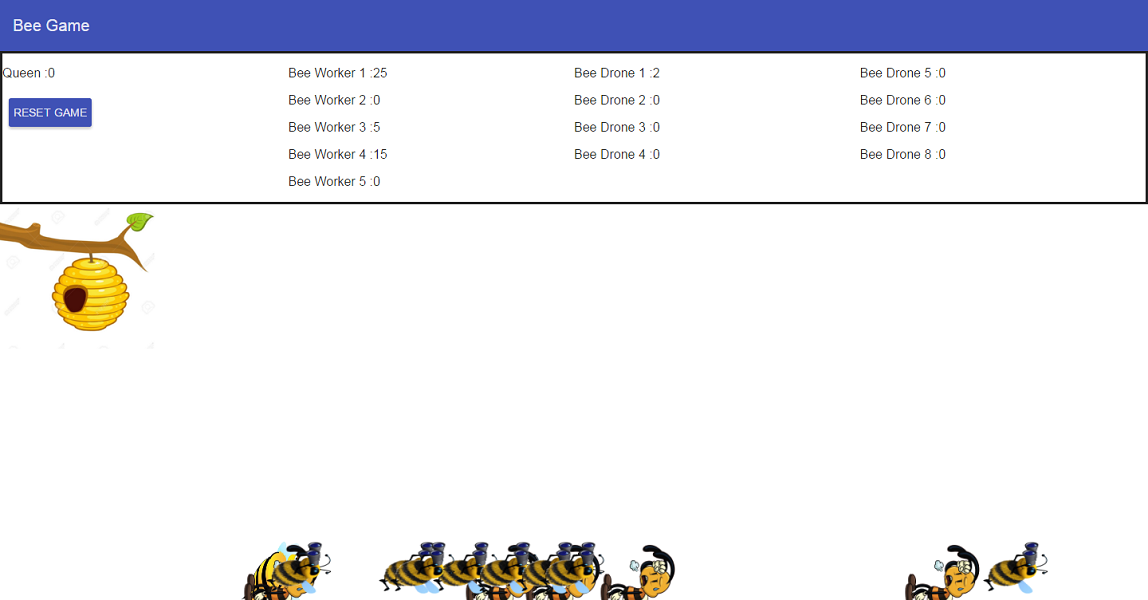 Bee Game
Queen :0
RESET GAME
Bee Worker 1 :25
Bee Worker 2 :0
Bee Worker 3 :5
Bee Worker 4 :15
Bee Worker 5 :0
Bee Drone 1 :2
Bee Drone 2 :0
Bee Drone 3 :0
Bee Drone 4 :0
Bee Drone 5 :0
Bee Drone 6 :0
Bee Drone 7 :0
Bee Drone 8 :0